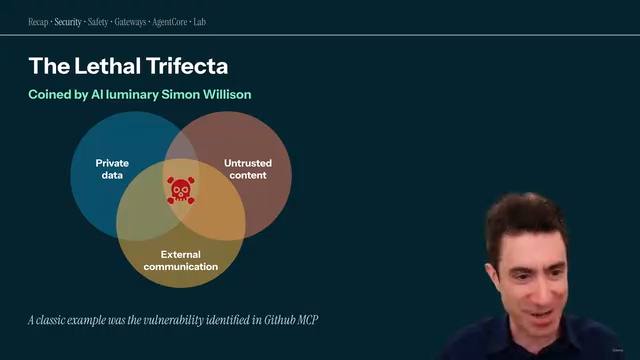 Recap • Security • Safety • Gateways • AgentCore • Lab
The Lethal Trifecta
Coined by AI luminary Simon Willison
Private
data
Untrusted
content
External
communication
A classic example was the vulnerability identified in Github MCP